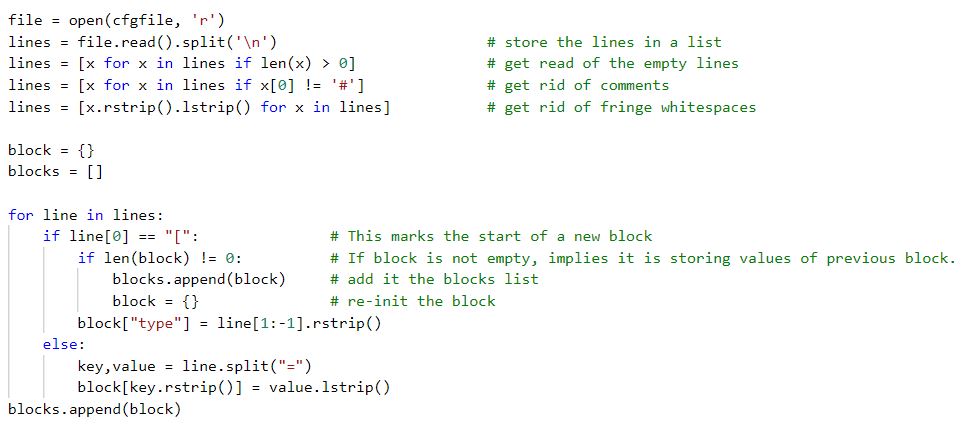 file = open(cfgfile, 'r')
lines = file.read().split('\n')                        # store the lines in a list
lines = [x for x in lines if len(x) > 0]               # get read of the empty lines
lines = [x for x in lines if x[0] != '#']              # get rid of comments
lines = [x.rstrip().lstrip() for x in lines]           # get rid of fringe whitespaces

block = {}
blocks = []

for line in lines:
    if line[0] == "[":               # This marks the start of a new block
        if len(block) != 0:          # If block is not empty, implies it is storing values of previous block.
            blocks.append(block)     # add it the blocks list
            block = {}               # re-init the block
        block["type"] = line[1:-1].rstrip()
    else:
        key,value = line.split("=")
        block[key.rstrip()] = value.lstrip()
blocks.append(block)